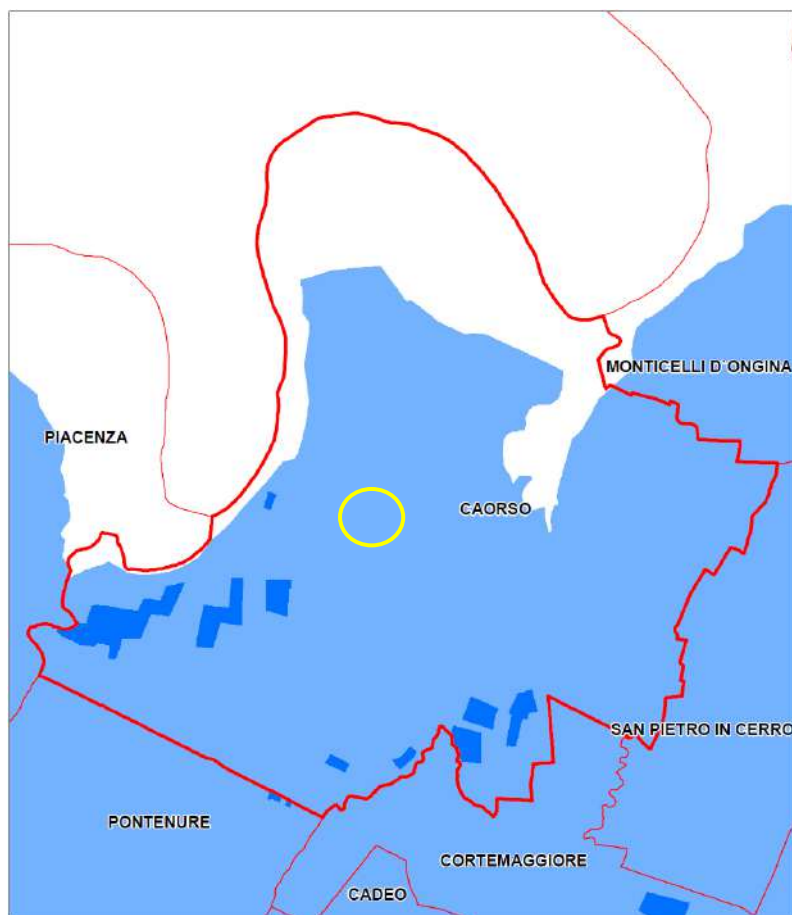 MONTICELLI D'ONGINA
PIACENZA
CAORSO
SAN PIETRO IN CERRO
PONTENURE
CORTEMAGGIORE
CADEO